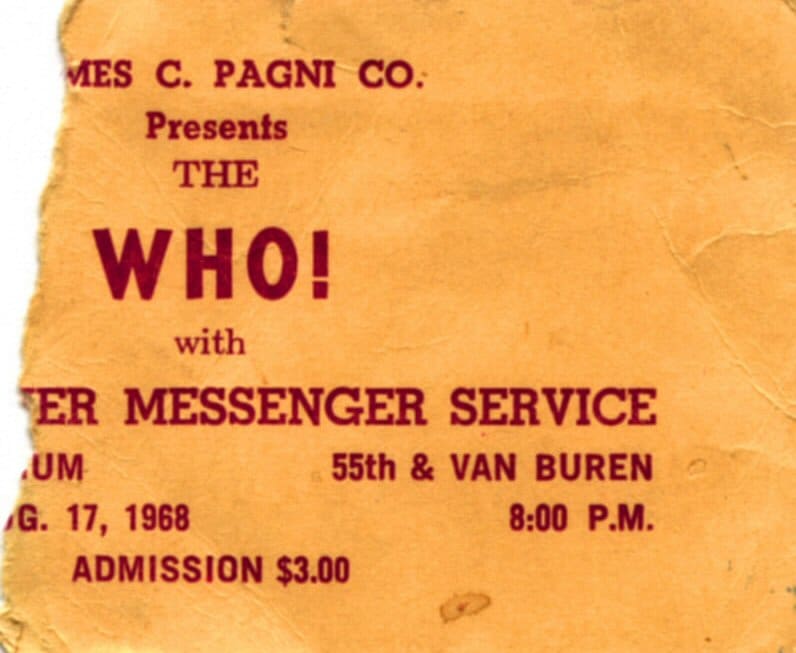 MES C. PAGNI CO.
Presents
THE
WHO!
with
ER MESSENGER SERVICE
UM 55th & VAN BUREN
G. 17, 1968 8:00 P.M.
ADMISSION $3.00